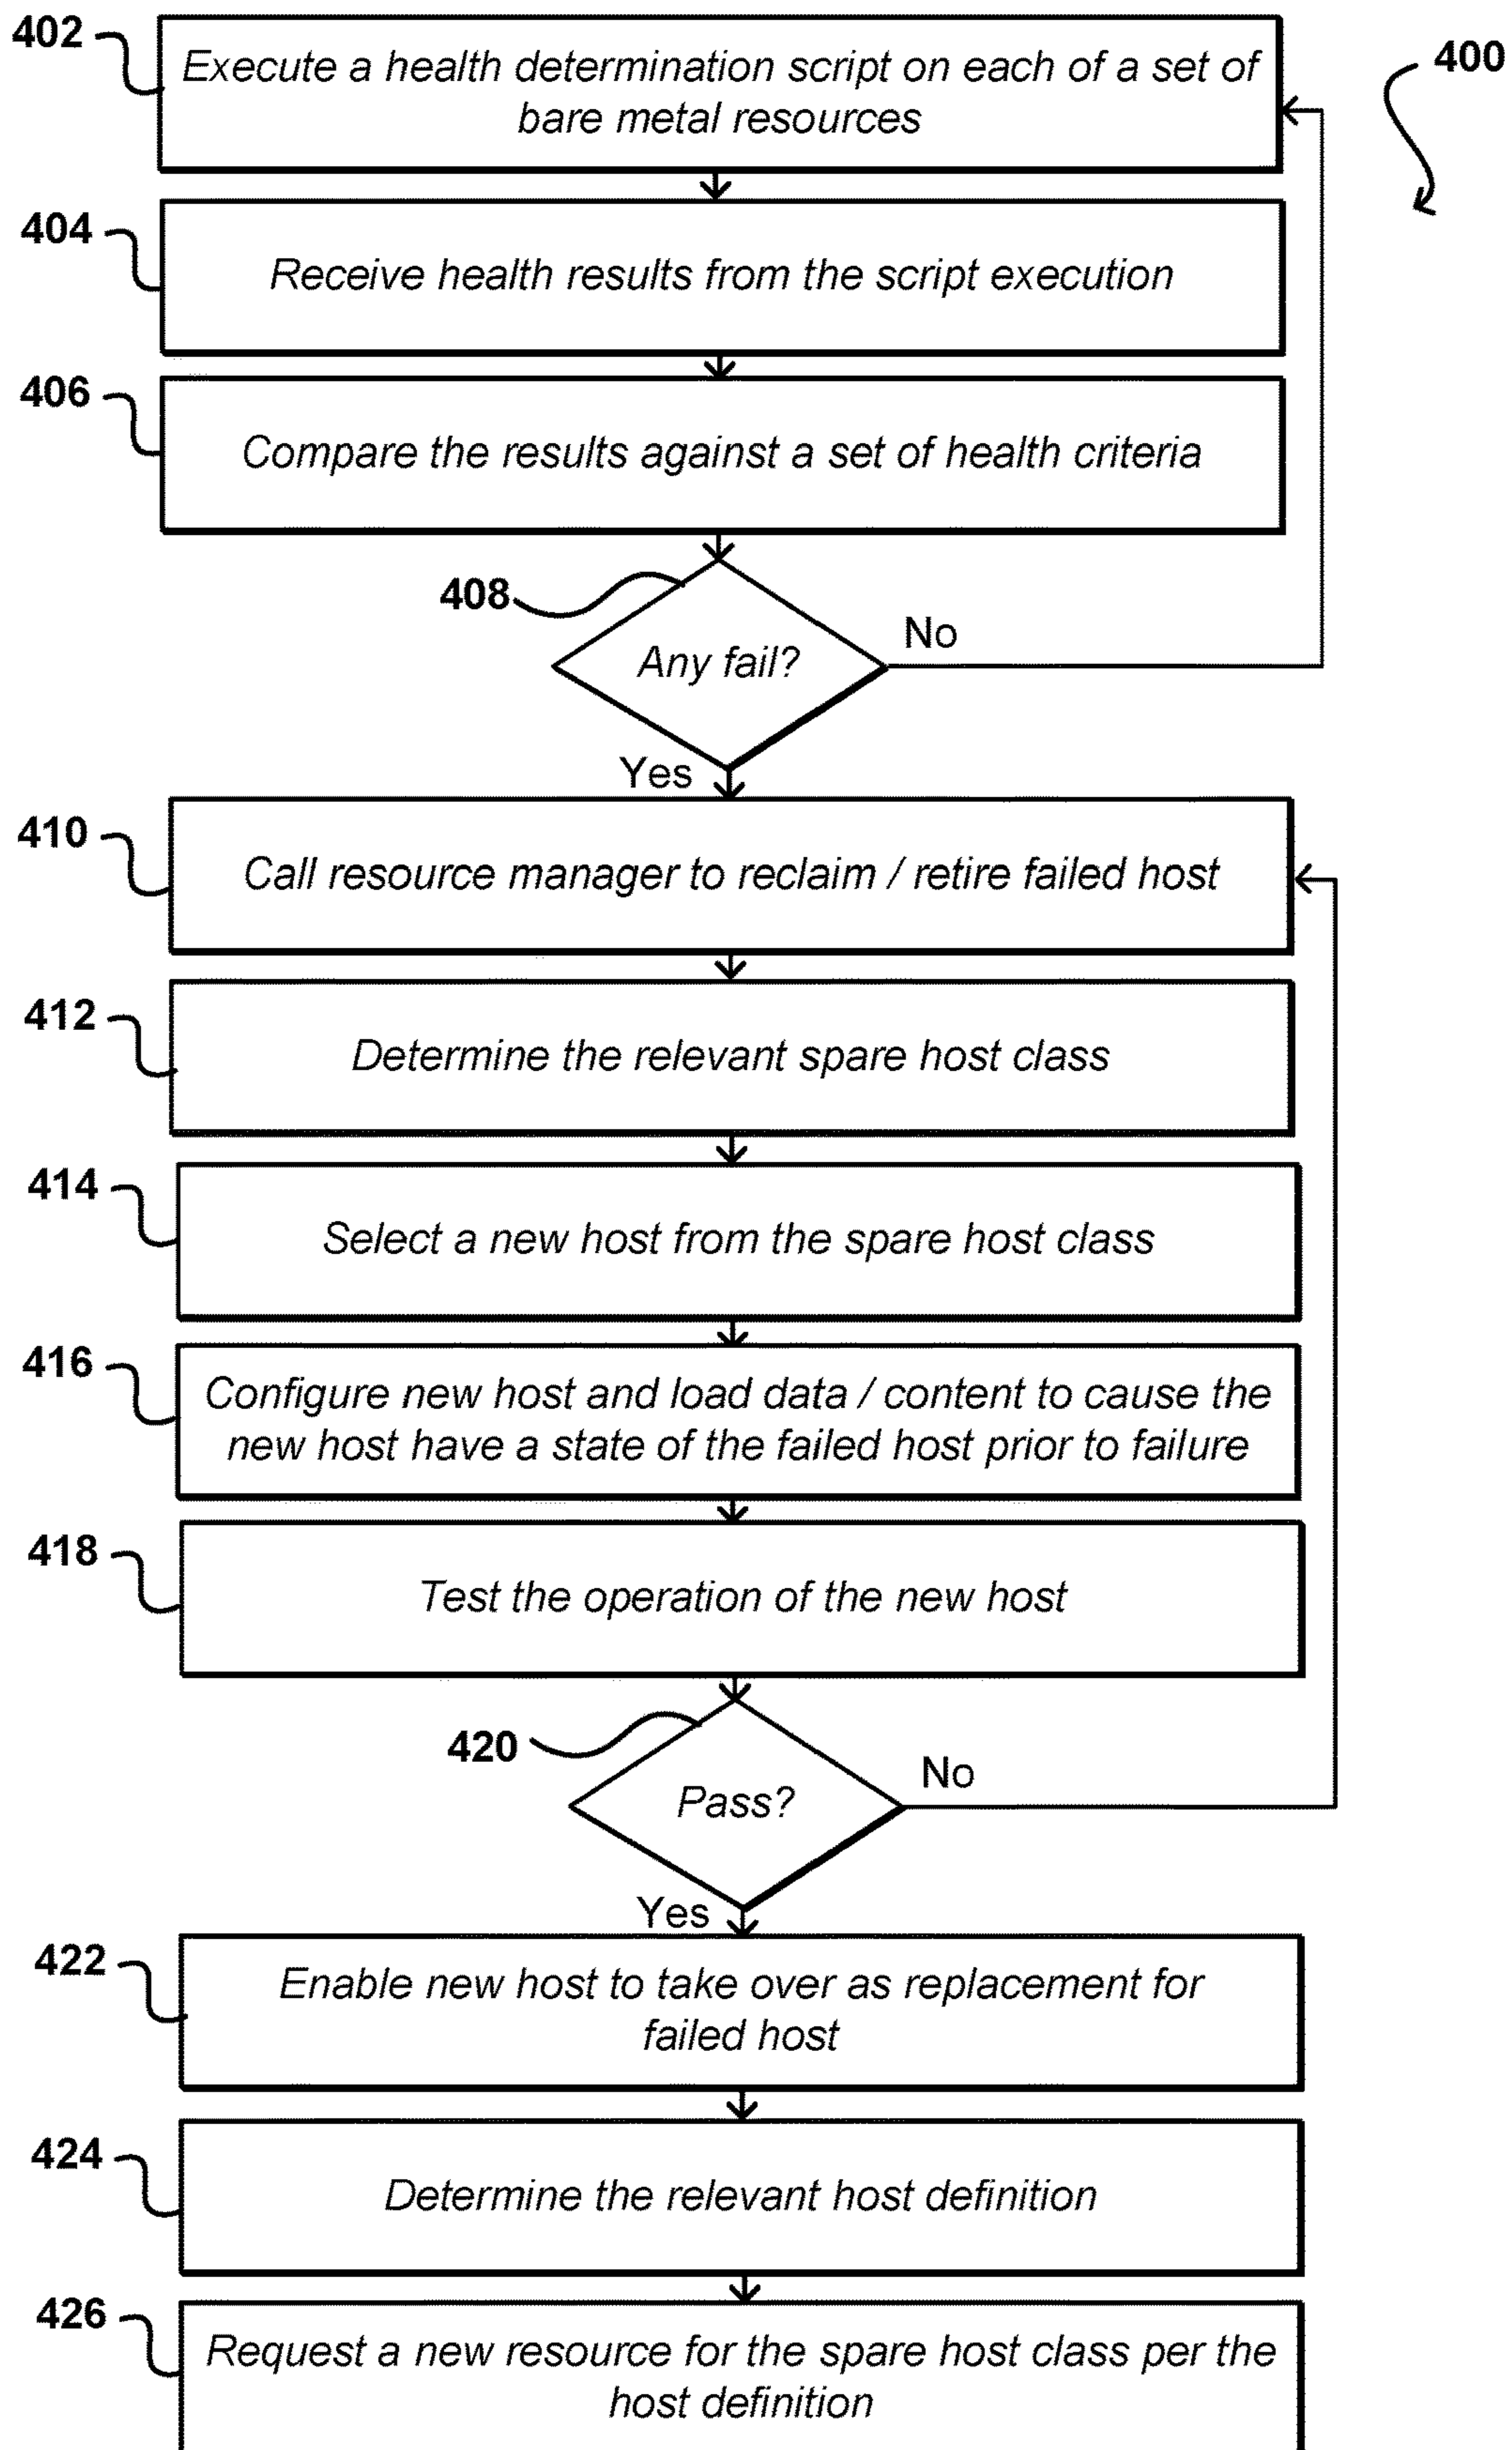 402
400
Execute a health determination script on each of a set of
bare metal resources
404
Receive health results from the script execution
406
Compare the results against a set of health criteria
408
Any fail?
No
Yes
410
Call resource manager to reclaim / retire failed host
412
Determine the relevant spare host class
414
Select a new host from the spare host class
416
Configure new host and load data / content to cause the
new host have a state of the failed host prior to failure
418
Test the operation of the new host
420
Pass?
No
Yes
422
Enable new host to take over as replacement for
failed host
424
Determine the relevant host definition
426
Request a new resource for the spare host class per the
host definition